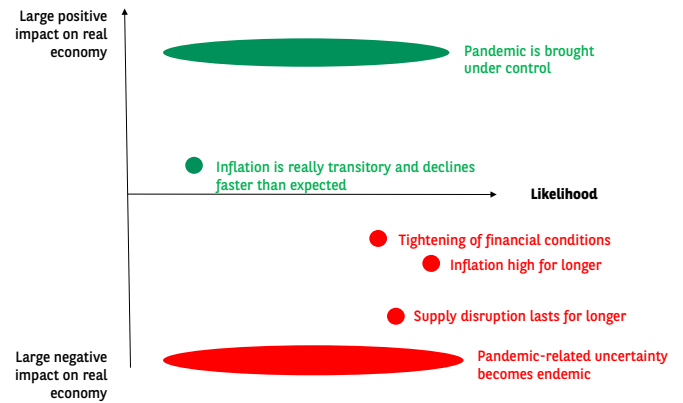 Large positive
impact on real
economy
Pandemic is brought
under control
Inflation is really transitory and declines
faster than expected
Likelihood
Tightening of financial conditions
Inflation high for longer
Supply disruption lasts for longer
Large negative
impact on real
economy
Pandemic-related uncertainty
becomes endemic